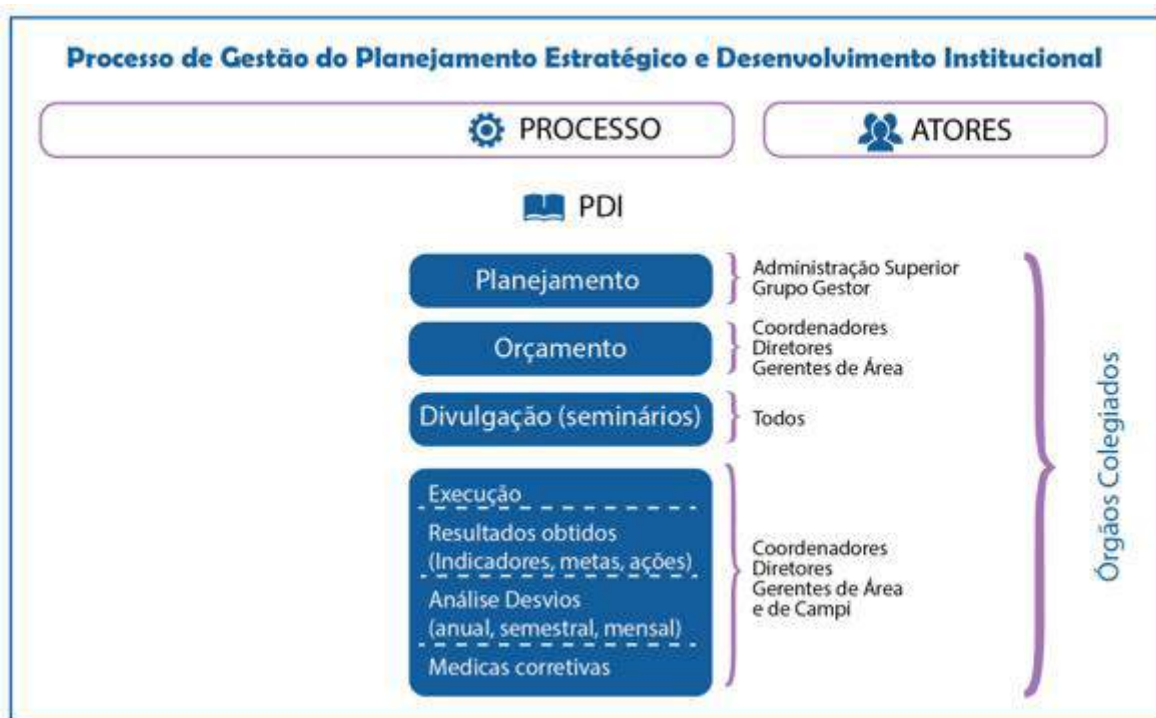 Processo de Gestão do Planejamento Estratégico e Desenvolvimento Institucional
PROCESSO
ATORES
PDI
Planejamento
Administração Superior
Grupo Gestor
Orçamento
Coordenadores
Diretores
Gerentes de Área
Divulgação (seminários)
Todos
Execução
Resultados obtidos
(Indicadores, metas, ações)
Análise Desvios
(anual, semestral, mensal)
Medicas corretivas
Coordenadores
Diretores
Gerentes de Área
e de Campi
Órgãos Colegiados